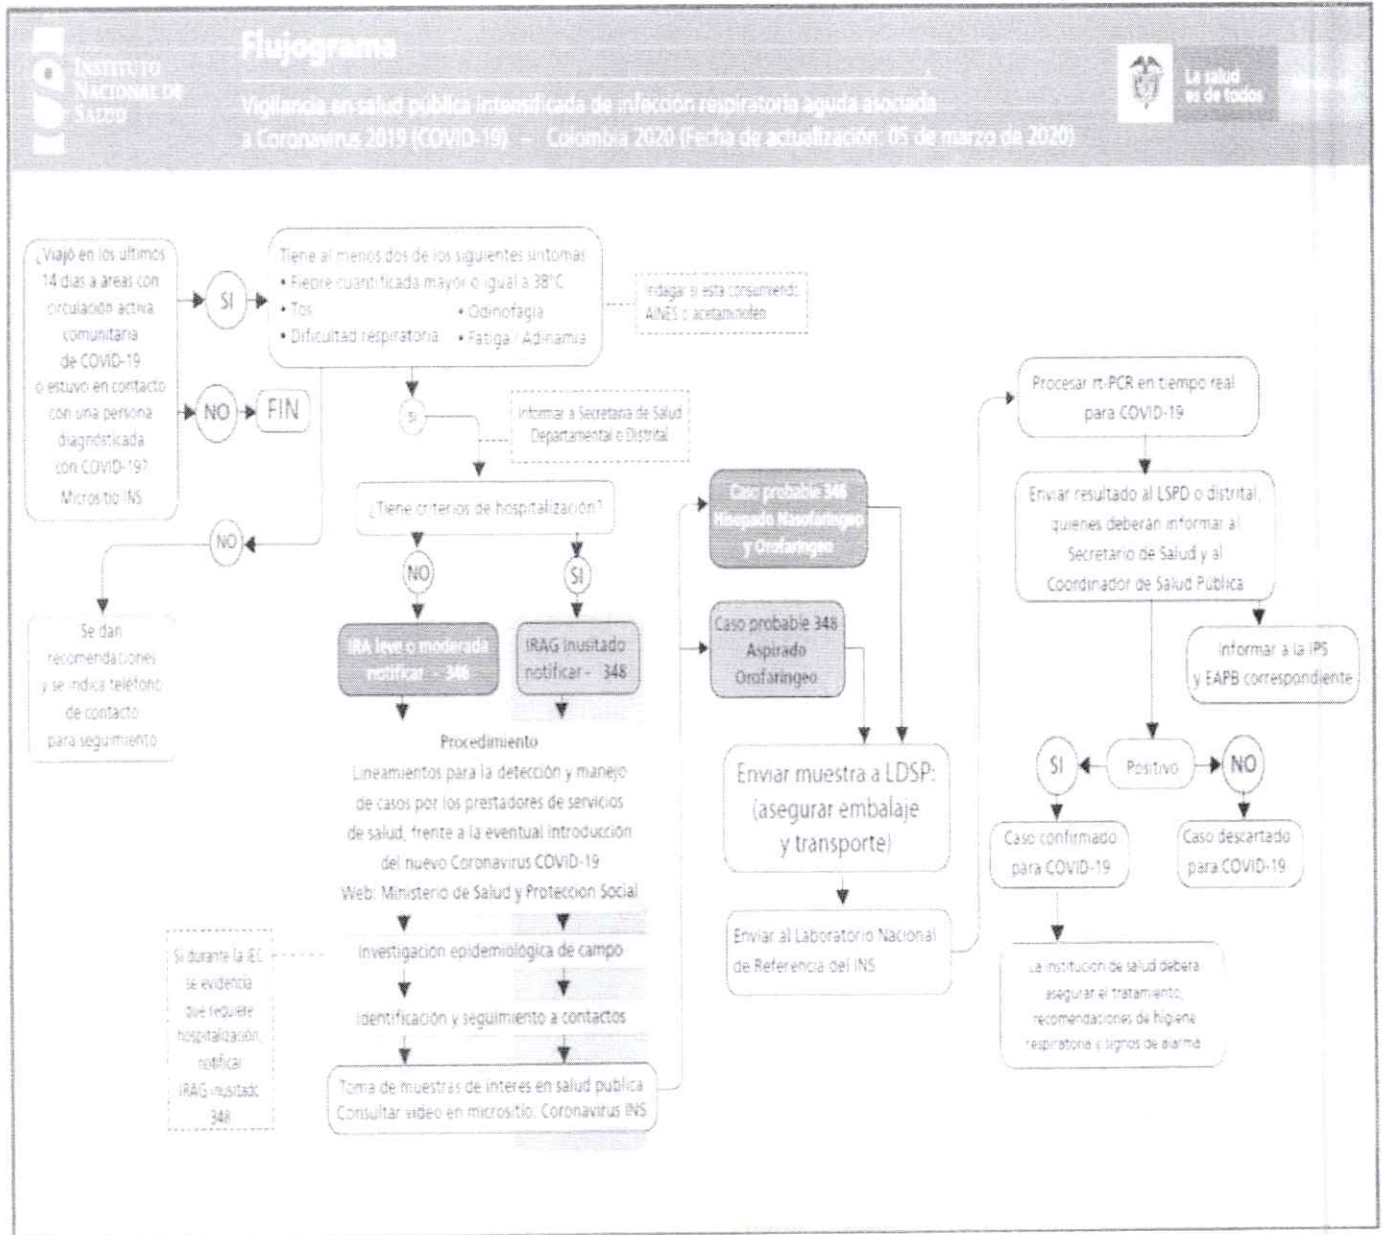 INSTITUTO
NACIONAL DE
SALUD
Flujograma
Vigilancia en salud pública intensificada de infección respiratoria aguda asociada
a Coronavirus 2019 (COVID-19) – Colombia 2020 (Fecha de actualización: 05 de marzo de 2020)
La salud
es de todos
¿Viajó en los ultimos
14 dias a áreas con
circulación activa
comunitaria
de COVID-19
o estuvo en contacto
con una persona
diagnósticada
con COVID-19?
Micrositio INS
SI
NO
FIN
Tiene al menos dos de los siguientes sintomas
• Fiebre cuantificada mayor o igual a 38°C
• Tos
• Odinofagia
• Dificultad respiratoria
• Fatiga / Adinamia
Indagar si esta consumiendo
AINES o acetaminofén
SI
Informar a Secretaria de Salud
Departamental o Distrital
NO
Se dan
recomendaciones
y se indica teléfono
de contacto
para seguimiento
¿Tiene criterios de hospitalización?
NO
SI
IRA leve o moderada
notificar - 346
IRAG Inusitado
notificar - 348
Procedimiento
Lineamientos para la detección y manejo
de casos por los prestadores de servicios
de salud, frente a la eventual introducción
del nuevo Coronavirus COVID-19
Web: Ministerio de Salud y Proteccion Social
Investigación epidemiológica de campo
Si durante la IEC
se evidencia
que requiere
hospitalización,
notificar
IRAG inusitado
348
Identificación y seguimiento a contactos
Toma de muestras de interes en salud publica
Consultar video en micrositio: Coronavirus INS
Caso probable 346
Hisopado Nasofaríngeo
y Orofaríngeo
Caso probable 348
Aspirado
Orofaríngeo
Enviar muestra a LDSP:
(asegurar embalaje
y transporte)
Enviar al Laboratorio Nacional
de Referencia del INS
Procesar rt-PCR en tiempo real
para COVID-19
Enviar resultado al LSPD o distrital,
quienes deberán informar al
Secretario de Salud y al
Coordinador de Salud Pública
Informar a la IPS
y EAPB correspondiente
SI
Positivo
NO
Caso confirmado
para COVID-19
Caso descartado
para COVID-19
La institución de salud debera
asegurar el tratamiento,
recomendaciones de higiene
respiratoria y signos de alarma